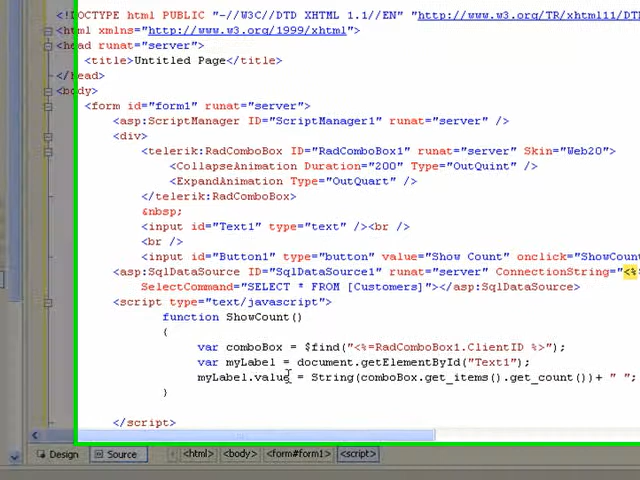 <!DOCTYPE html PUBLIC "-//W3C//DTD XHTML 1.1//EN" "http://www.w3.org/TR/xhtml11/DT
<html xmlns="http://www.w3.org/1999/xhtml">
<head runat="server">
<title>Untitled Page</title>
</head>
<body>
<form id="form1" runat="server">
<asp:ScriptManager ID="ScriptManager1" runat="server" />
<div>
<telerik:RadComboBox ID="RadComboBox1" runat="server" Skin="Web20">
<CollapseAnimation Duration="200" Type="OutQuint" />
<ExpandAnimation Type="OutQuart" />
</telerik:RadComboBox>
&nbsp;
<input id="Text1" type="text" /><br />
<br />
<input id="Button1" type="button" value="Show Count" onclick="ShowCount
<asp:SqlDataSource ID="SqlDataSource1" runat="server" ConnectionString="<%
SelectCommand="SELECT * FROM [Customers]"></asp:SqlDataSource>
<script type="text/javascript">
function ShowCount()
{
var comboBox = $find("<%=RadComboBox1.ClientID %>");
var myLabel = document.getElementById("Text1");
myLabel.value = String(comboBox.get_items().get_count())+ " ";
}
</script>
Design Source <html> <body> <form#form1> <script>